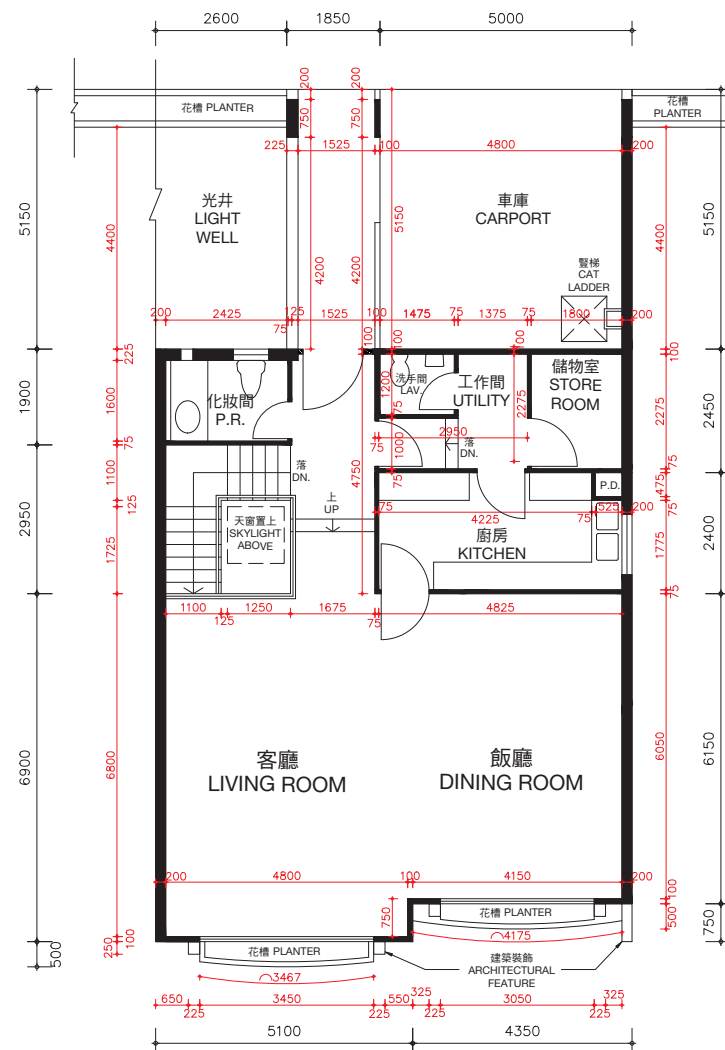 2600
1850
5000
200
200
花槽 PLANTER
花槽
PLANTER
750
750
225
1525
100
4800
200
5150
4400
光井
LIGHT
WELL
4200
4200
5150
車庫
CARPORT
4400
5150
豎梯
CAT
LADDER
200
2425
125
1525
100
1475
75
1375
75
1800
200
75
100
100
100
225
100
1900
1600
化妝間
P.R.
1200
洗手間
LAV.
工作間
UTILITY
2275
儲物室
STORE
ROOM
2275
2450
75
75
2950
75
1000
落
DN.
落
DN.
1100
4750
75
75
475
125
上
UP
P.D.
2950
天窗置上
SKYLIGHT
ABOVE
75
4225
75
525
200
75
1725
廚房
KITCHEN
1775
2400
1100
1250
1675
4825
75
125
75
6900
6800
客廳
LIVING ROOM
飯廳
DINING ROOM
6050
6150
200
4800
100
4150
200
100
750
花槽 PLANTER
500
750
4175
250
100
500
花槽 PLANTER
建築裝飾
ARCHITECTURAL
FEATURE
3467
650
3450
550
325
3050
325
225
225
225
225
5100
4350